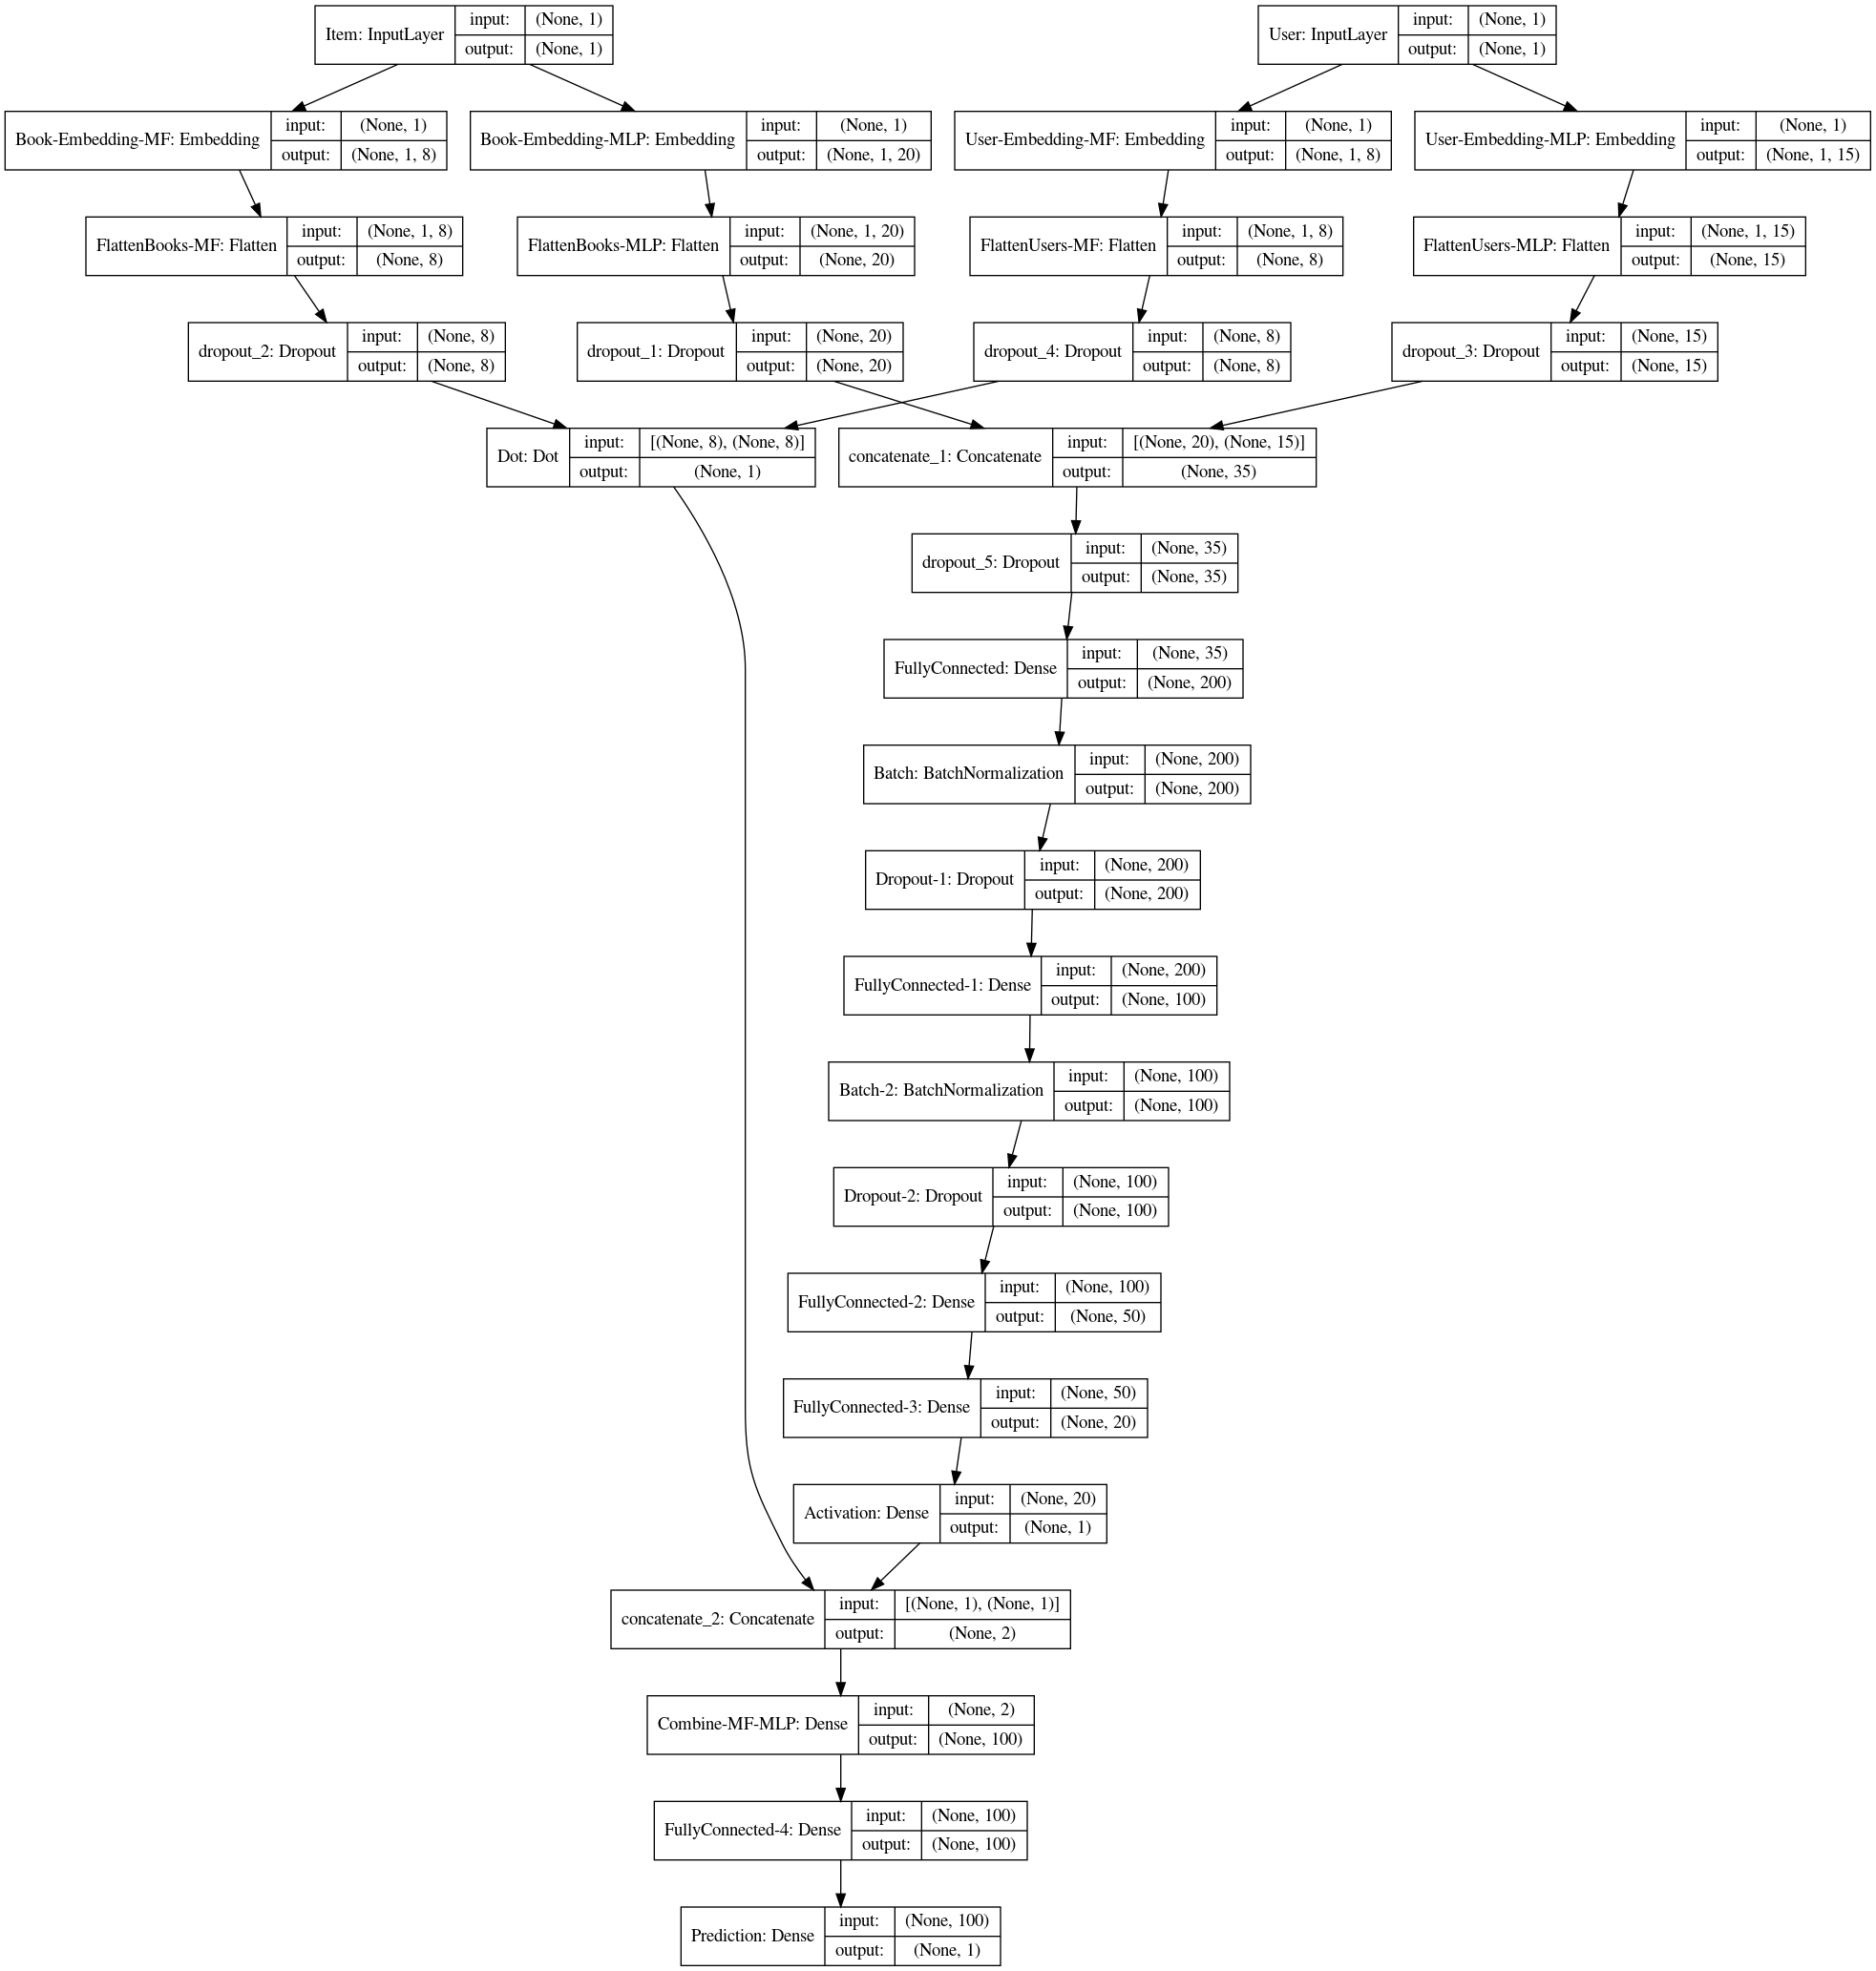 Item: InputLayer
input: (None, 1)
output: (None, 1)
User: InputLayer
input: (None, 1)
output: (None, 1)
Book-Embedding-MF: Embedding
input: (None, 1)
output: (None, 1, 8)
Book-Embedding-MLP: Embedding
input: (None, 1)
output: (None, 1, 20)
User-Embedding-MF: Embedding
input: (None, 1)
output: (None, 1, 8)
User-Embedding-MLP: Embedding
input: (None, 1)
output: (None, 1, 15)
FlattenBooks-MF: Flatten
input: (None, 1, 8)
output: (None, 8)
FlattenBooks-MLP: Flatten
input: (None, 1, 20)
output: (None, 20)
FlattenUsers-MF: Flatten
input: (None, 1, 8)
output: (None, 8)
FlattenUsers-MLP: Flatten
input: (None, 1, 15)
output: (None, 15)
dropout_2: Dropout
input: (None, 8)
output: (None, 8)
dropout_1: Dropout
input: (None, 20)
output: (None, 20)
dropout_4: Dropout
input: (None, 8)
output: (None, 8)
dropout_3: Dropout
input: (None, 15)
output: (None, 15)
Dot: Dot
input: [(None, 8), (None, 8)]
output: (None, 1)
concatenate_1: Concatenate
input: [(None, 20), (None, 15)]
output: (None, 35)
dropout_5: Dropout
input: (None, 35)
output: (None, 35)
FullyConnected: Dense
input: (None, 35)
output: (None, 200)
Batch: BatchNormalization
input: (None, 200)
output: (None, 200)
Dropout-1: Dropout
input: (None, 200)
output: (None, 200)
FullyConnected-1: Dense
input: (None, 200)
output: (None, 100)
Batch-2: BatchNormalization
input: (None, 100)
output: (None, 100)
Dropout-2: Dropout
input: (None, 100)
output: (None, 100)
FullyConnected-2: Dense
input: (None, 100)
output: (None, 50)
FullyConnected-3: Dense
input: (None, 50)
output: (None, 20)
Activation: Dense
input: (None, 20)
output: (None, 1)
concatenate_2: Concatenate
input: [(None, 1), (None, 1)]
output: (None, 2)
Combine-MF-MLP: Dense
input: (None, 2)
output: (None, 100)
FullyConnected-4: Dense
input: (None, 100)
output: (None, 100)
Prediction: Dense
input: (None, 100)
output: (None, 1)